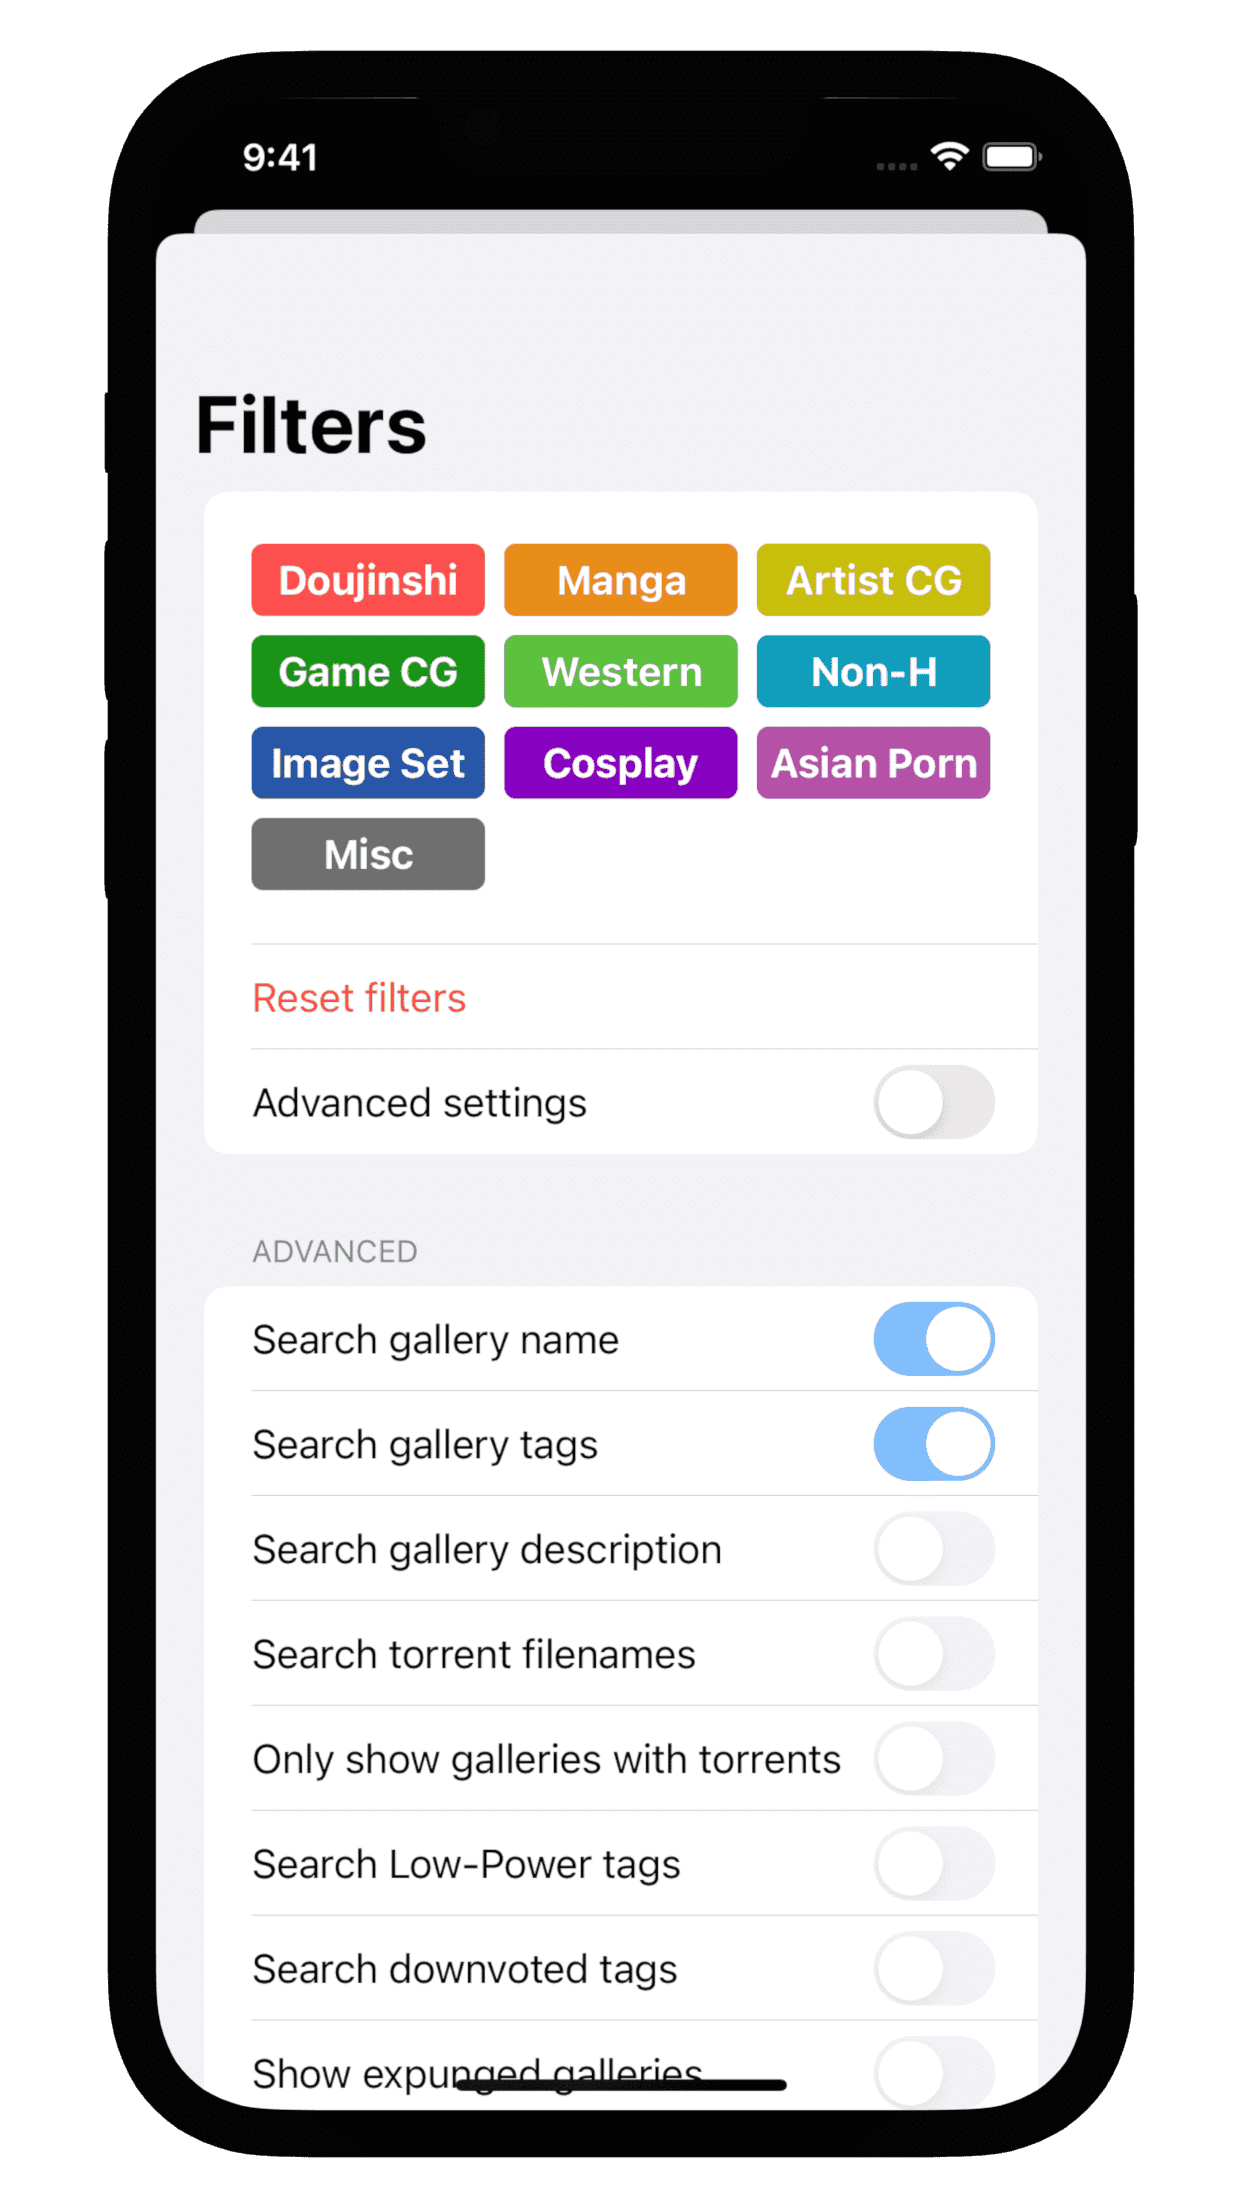 9:41
Filters
Doujinshi Manga Artist CG
Game CG Western Non-H
Image Set Cosplay Asian Porn
Misc
Reset filters
Advanced settings
ADVANCED
Search gallery name
Search gallery tags
Search gallery description
Search torrent filenames
Only show galleries with torrents
Search Low-Power tags
Search downvoted tags
Show expunged galleries